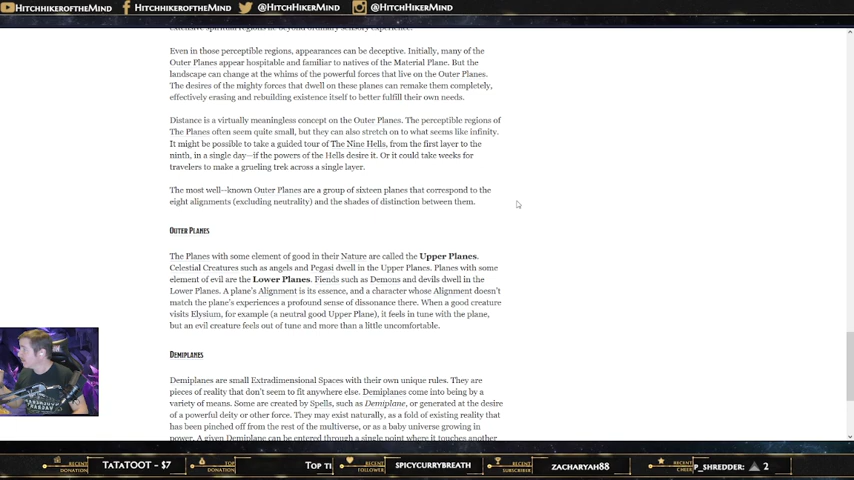 HITCHHIKEROFTHEMIND HITCHHIKEROFTHEMIND @HITCHHIKERMIND @HITCHHIKERMIND
extensive spiritual regions lie beyond ordinary sensory experience.
Even in those perceptible regions, appearances can be deceptive. Initially, many of the
Outer Planes appear hospitable and familiar to natives of the Material Plane. But the
landscape can change at the whims of the powerful forces that live on the Outer Planes.
The desires of the mighty forces that dwell on these planes can remake them completely,
effectively erasing and rebuilding existence itself to better fulfill their own needs.
Distance is a virtually meaningless concept on the Outer Planes. The perceptible regions of
The Planes often seem quite small, but they can also stretch on to what seems like infinity.
It might be possible to take a guided tour of The Nine Hells, from the first layer to the
ninth, in a single day—if the powers of the Hells desire it. Or it could take weeks for
travelers to make a grueling trek across a single layer.
The most well--known Outer Planes are a group of sixteen planes that correspond to the
eight alignments (excluding neutrality) and the shades of distinction between them.
OUTER PLANES
The Planes with some element of good in their Nature are called the Upper Planes.
Celestial Creatures such as angels and Pegasi dwell in the Upper Planes. Planes with some
element of evil are the Lower Planes. Fiends such as Demons and devils dwell in the
Lower Planes. A plane's Alignment is its essence, and a character whose Alignment doesn't
match the plane's experiences a profound sense of dissonance there. When a good creature
visits Elysium, for example (a neutral good Upper Plane), it feels in tune with the plane,
but an evil creature feels out of tune and more than a little uncomfortable.
DEMIPLANES
Demiplanes are small Extradimensional Spaces with their own unique rules. They are
pieces of reality that don't seem to fit anywhere else. Demiplanes come into being by a
variety of means. Some are created by Spells, such as Demiplane, or generated at the desire
of a powerful deity or other force. They may exist naturally, as a fold of existing reality that
has been pinched off from the rest of the multiverse, or as a baby universe growing in
power. A given Demiplane can be entered through a single point where it touches another
RECENT DONATION TATATOOT - $7 TOP DONATION TOP TI RECENT FOLLOWER SPICYCURRYBREATH RECENT SUBSCRIBER ZACHARYAH88 RECENT CHEER P_SHREDDER: 2